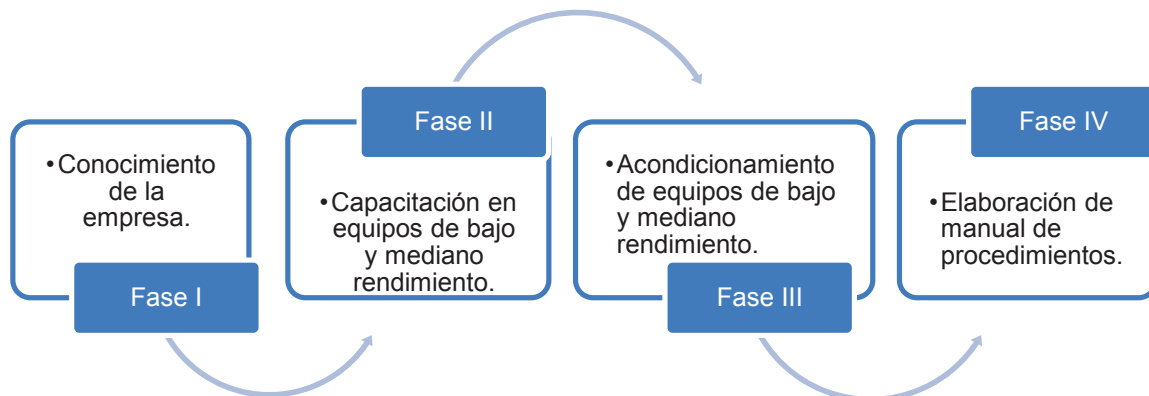 •Conocimiento
de la
empresa.
Fase I
Fase II
•Capacitación en
equipos de bajo
y mediano
rendimiento.
•Acondicionamiento
de equipos de bajo
y mediano
rendimiento.
Fase III
Fase IV
•Elaboración de
manual de
procedimientos.